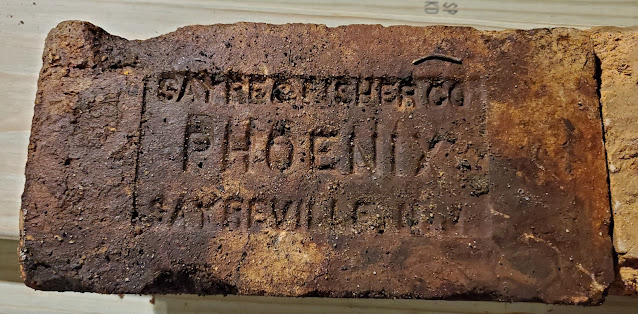 SAYRE & FISHER CO
PHOENIX
SAYREVILLE, N.J.